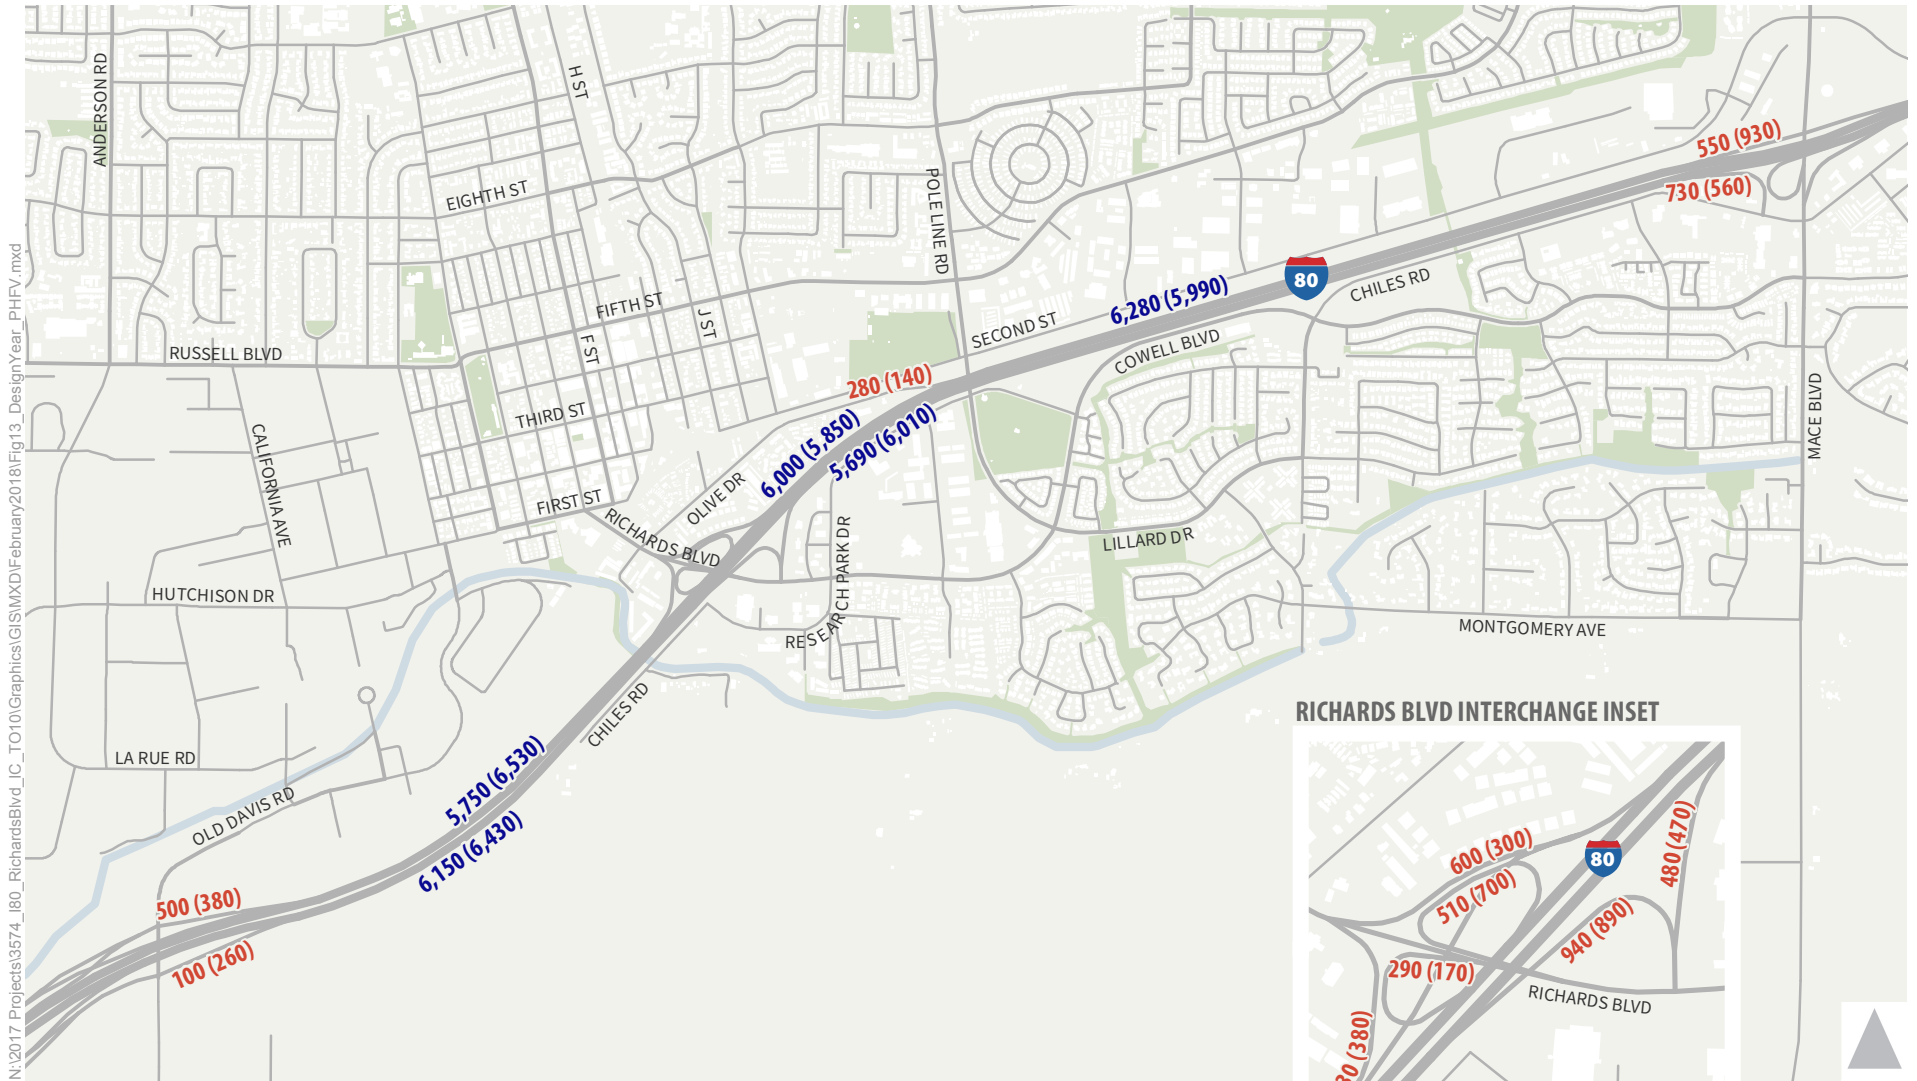 ANDERSON RD
H ST
550 (930)
730 (560)
POLE LINE RD
EIGHTH ST
80
CHILES RD
6,280 (5,990)
FIFTH ST
J ST
F ST
SECOND ST
COWELL BLVD
RUSSELL BLVD
280 (140)
MACE BLVD
THIRD ST
6,000 (5,850)
5,690 (6,010)
CALIFORNIA AVE
OLIVE DR
FIRST ST
RICHARDS BLVD
RESEARCH PARK DR
LILLARD DR
HUTCHISON DR
MONTGOMERY AVE
CHILES RD
LA RUE RD
5,750 (6,530)
OLD DAVIS RD
6,150 (6,430)
500 (380)
100 (260)
RICHARDS BLVD INTERCHANGE INSET
600 (300)
80
480 (470)
510 (700)
940 (890)
290 (170)
RICHARDS BLVD
(380)
N:\2017 Projects\3574_I80_RichardsBlvd_IC_TO10\Graphics\GIS\MXD\February2018\Fig13_DesignYear_PHFV.mxd